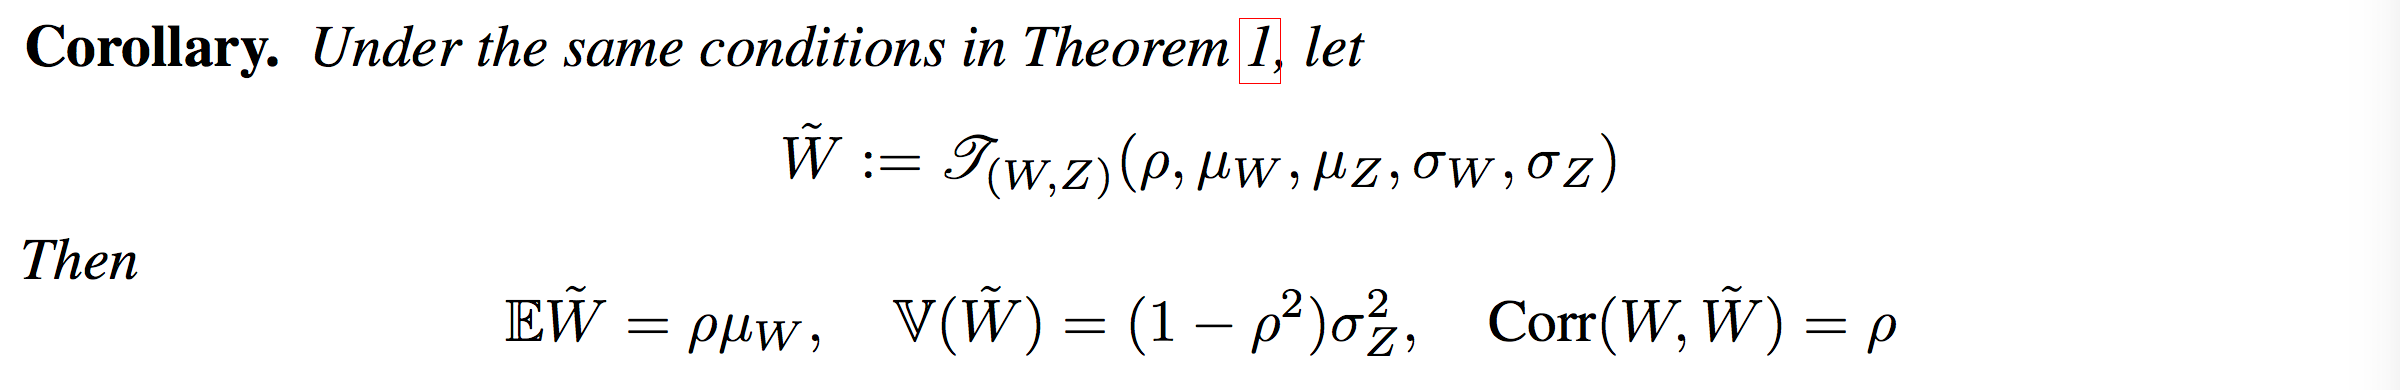 Corollary. Under the same conditions in Theorem 1, let
W̃ := 𝒯_(W,Z)(ρ, μ_W, μ_Z, σ_W, σ_Z)
Then
𝔼W̃ = ρμ_W, 𝕍(W̃) = (1 − ρ²)σ_Z², Corr(W, W̃) = ρ